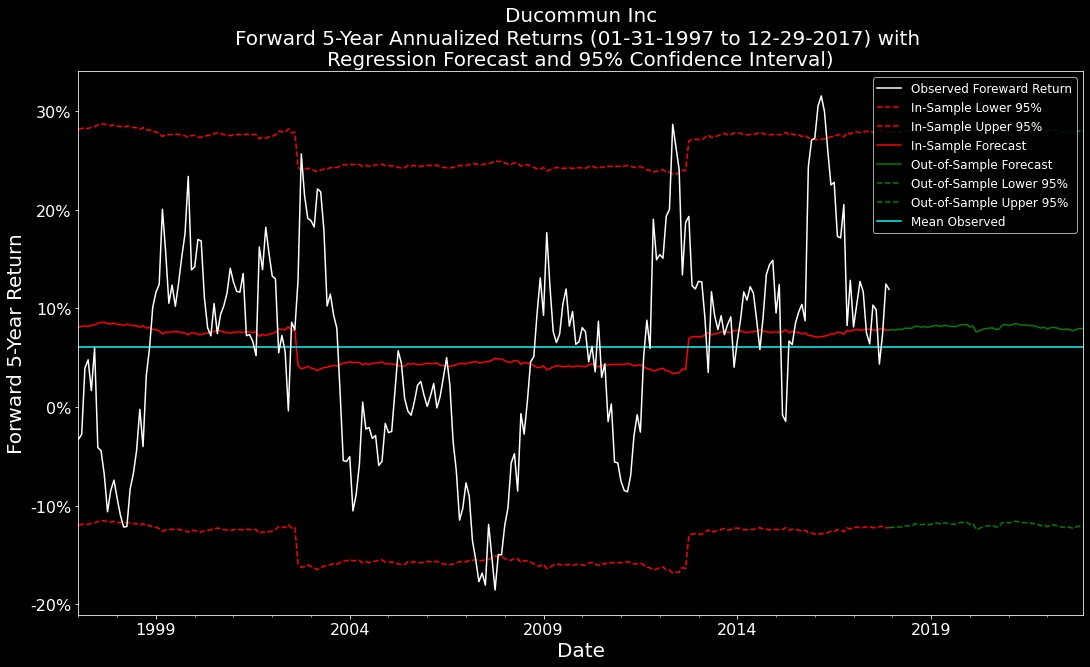 Ducommun Inc
Forward 5-Year Annualized Returns (01-31-1997 to 12-29-2017) with
Regression Forecast and 95% Confidence Interval)
Forward 5-Year Return
30%
20%
10%
0%
-10%
-20%
Observed Foreward Return
In-Sample Lower 95%
In-Sample Upper 95%
In-Sample Forecast
Out-of-Sample Forecast
Out-of-Sample Lower 95%
Out-of-Sample Upper 95%
Mean Observed
1999
2004
2009
2014
2019
Date